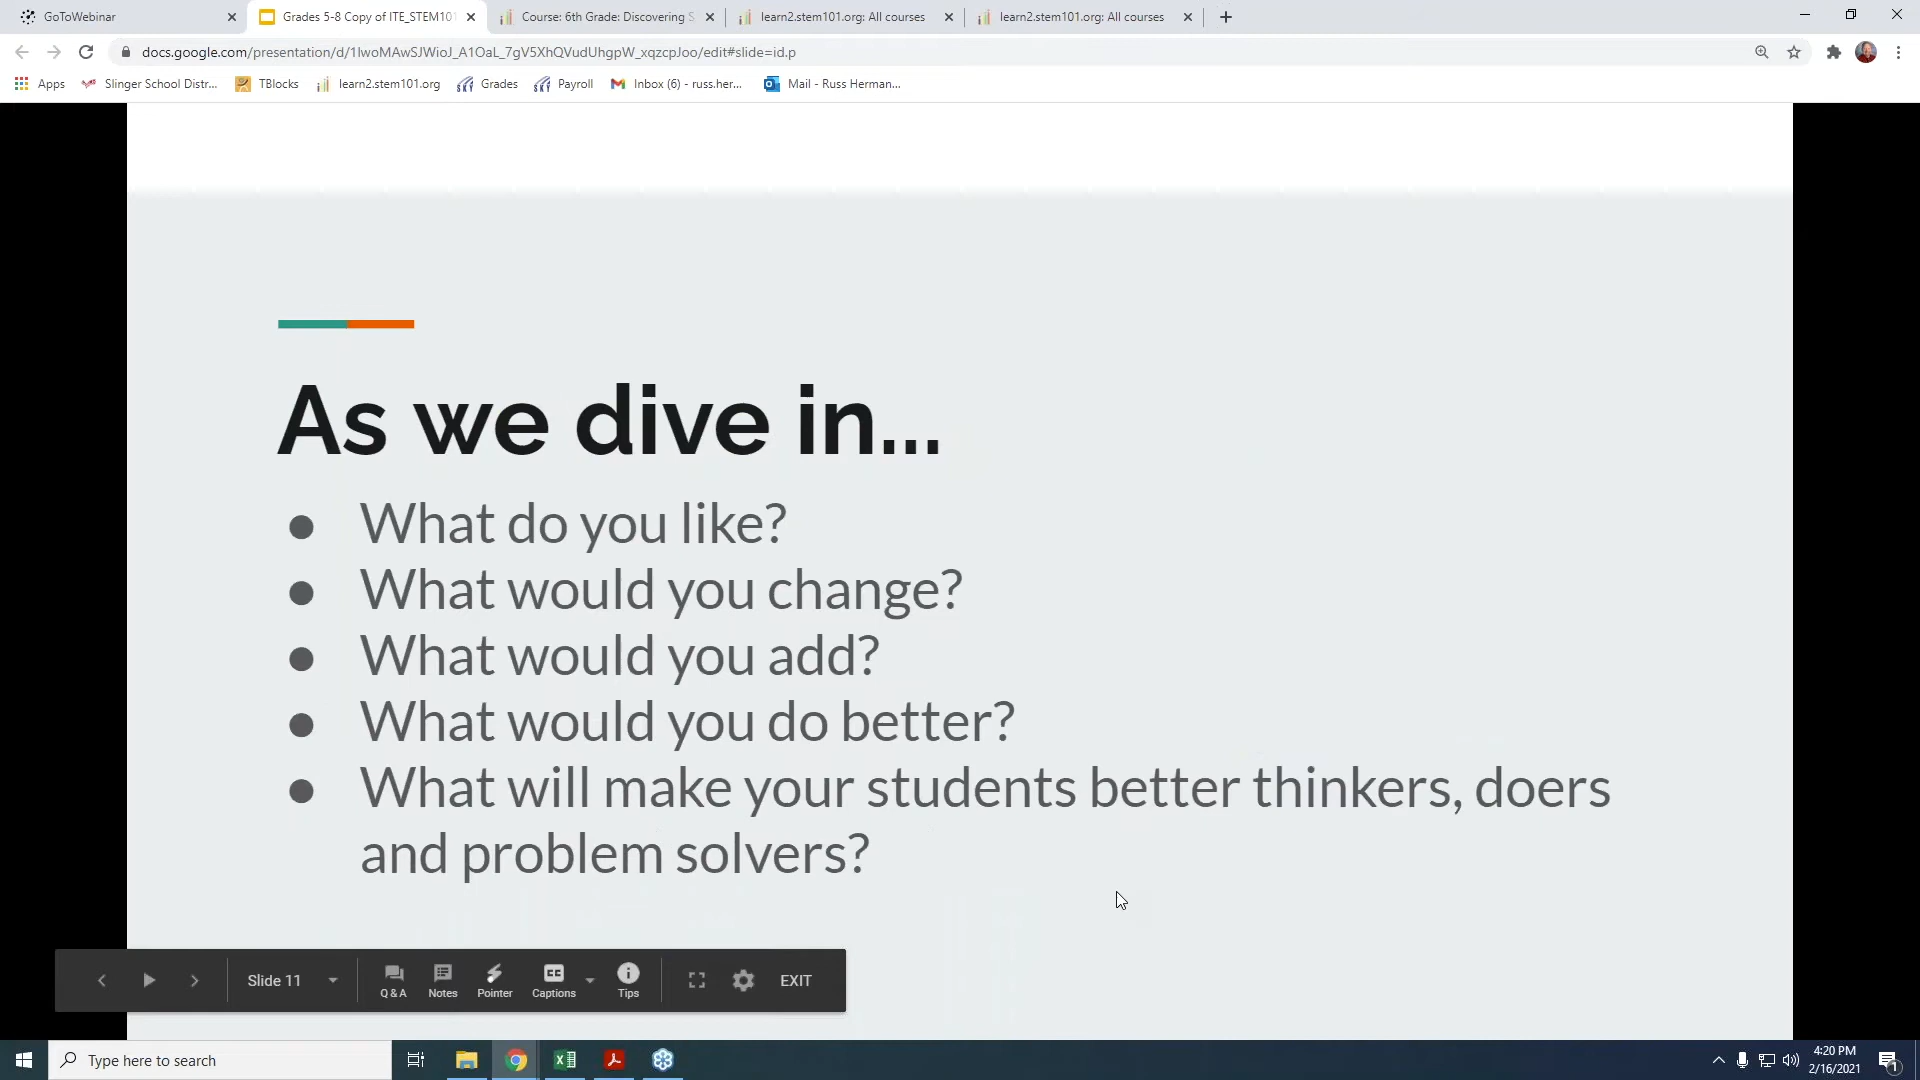 GoToWebinar
Grades 5-8 Copy of ITE_STEM101
Course: 6th Grade: Discovering S
learn2.stem101.org: All courses
learn2.stem101.org: All courses
docs.google.com/presentation/d/1IwoMAwSJWioJ_A1OaL_7gV5XhQVudUhgpW_xqzcpJoo/edit#slide=id.p
Apps
Slinger School Distr...
TBlocks
learn2.stem101.org
Grades
Payroll
Inbox (6) - russ.her...
Mail - Russ Herman...
As we dive in...
● What do you like?
● What would you change?
● What would you add?
● What would you do better?
● What will make your students better thinkers, doers
and problem solvers?
Slide 11
Q & A
Notes
Pointer
CC
Captions
Tips
EXIT
Type here to search
4:20 PM
2/16/2021
1